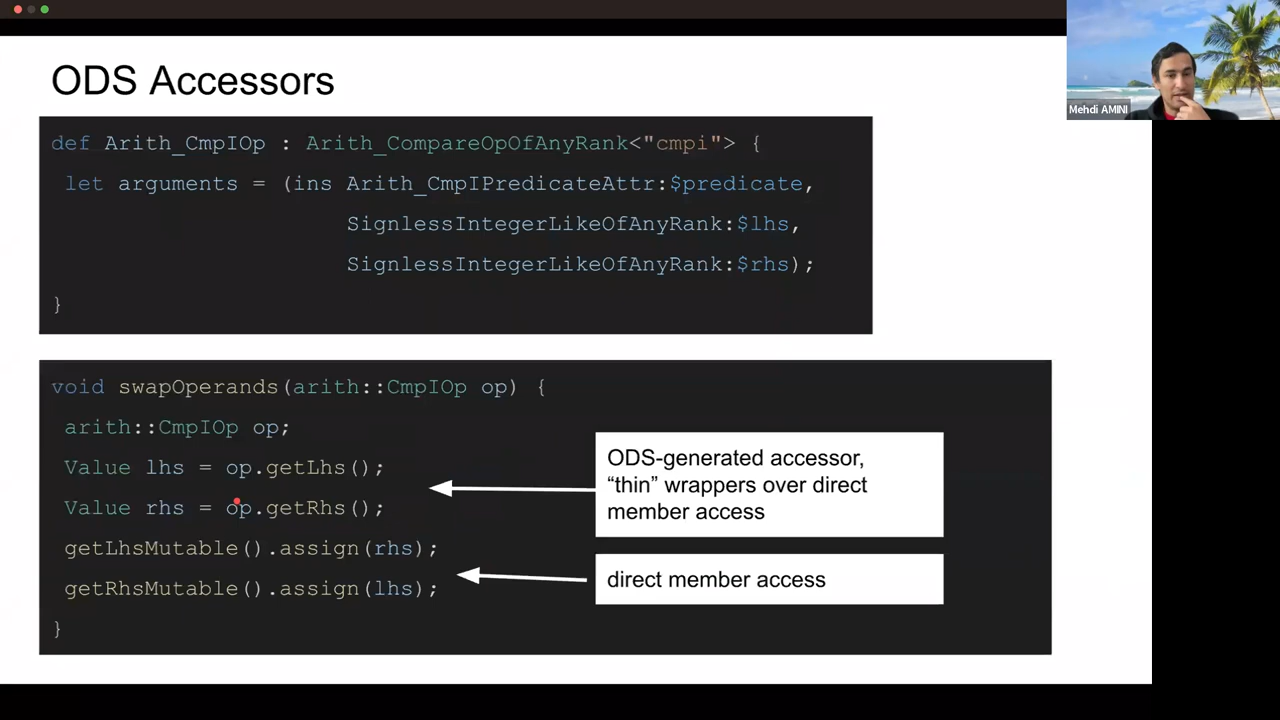 ODS Accessors
Mehdi AMINI
def Arith_CmpIOp : Arith_CompareOpOfAnyRank<"cmpi"> {
let arguments = (ins Arith_CmpIPredicateAttr:$predicate,
SignlessIntegerLikeOfAnyRank:$lhs,
SignlessIntegerLikeOfAnyRank:$rhs);
}
void swapOperands(arith::CmpIOp op) {
arith::CmpIOp op;
Value lhs = op.getLhs();
Value rhs = op.getRhs();
getLhsMutable().assign(rhs);
getRhsMutable().assign(lhs);
}
ODS-generated accessor,
“thin” wrappers over direct
member access
direct member access